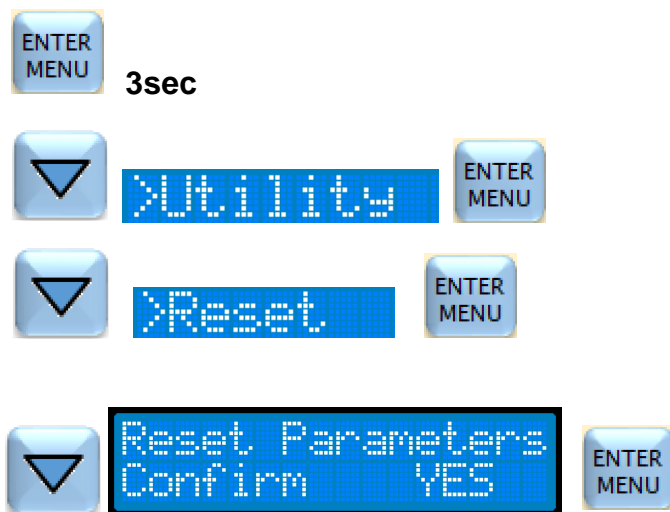 ENTER
MENU
3sec
>Utility
ENTER
MENU
>Reset
ENTER
MENU
Reset Parameters
Confirm YES
ENTER
MENU